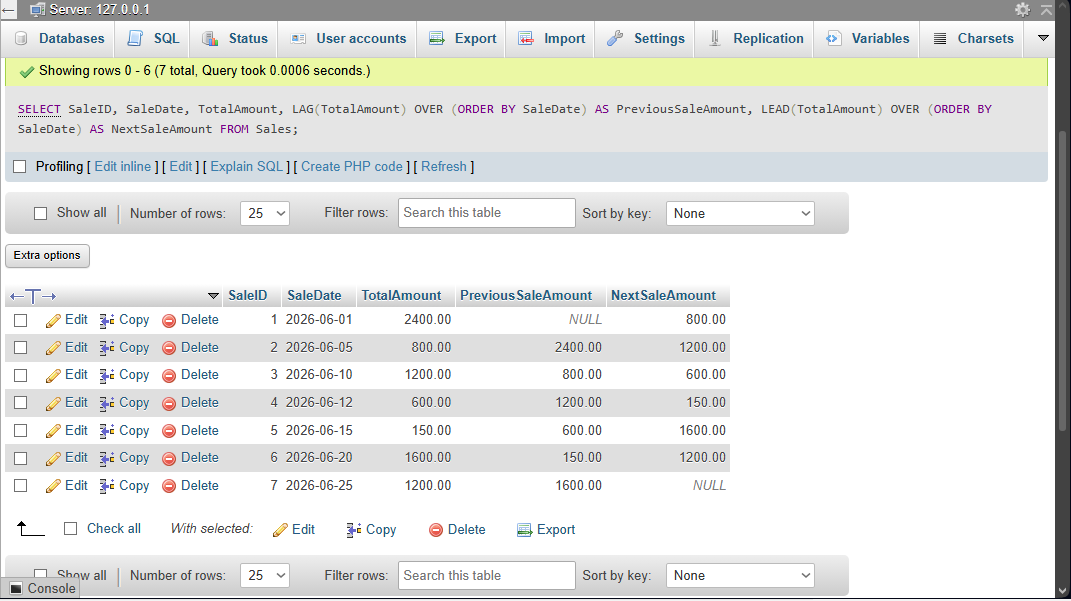 Server: 127.0.0.1
Databases SQL Status User accounts Export Import Settings Replication Variables Charsets
Showing rows 0 - 6 (7 total, Query took 0.0006 seconds.)
SELECT SaleID, SaleDate, TotalAmount, LAG(TotalAmount) OVER (ORDER BY SaleDate) AS PreviousSaleAmount, LEAD(TotalAmount) OVER (ORDER BY
SaleDate) AS NextSaleAmount FROM Sales;
Profiling [ Edit inline ] [ Edit ] [ Explain SQL ] [ Create PHP code ] [ Refresh ]
Show all Number of rows: 25 Filter rows: Search this table Sort by key: None
Extra options
SaleID SaleDate TotalAmount PreviousSaleAmount NextSaleAmount
Edit Copy Delete 1 2026-06-01 2400.00 NULL 800.00
Edit Copy Delete 2 2026-06-05 800.00 2400.00 1200.00
Edit Copy Delete 3 2026-06-10 1200.00 800.00 600.00
Edit Copy Delete 4 2026-06-12 600.00 1200.00 150.00
Edit Copy Delete 5 2026-06-15 150.00 600.00 1600.00
Edit Copy Delete 6 2026-06-20 1600.00 150.00 1200.00
Edit Copy Delete 7 2026-06-25 1200.00 1600.00 NULL
Check all With selected: Edit Copy Delete Export
Show all Number of rows: 25 Filter rows: Search this table Sort by key: None
Console